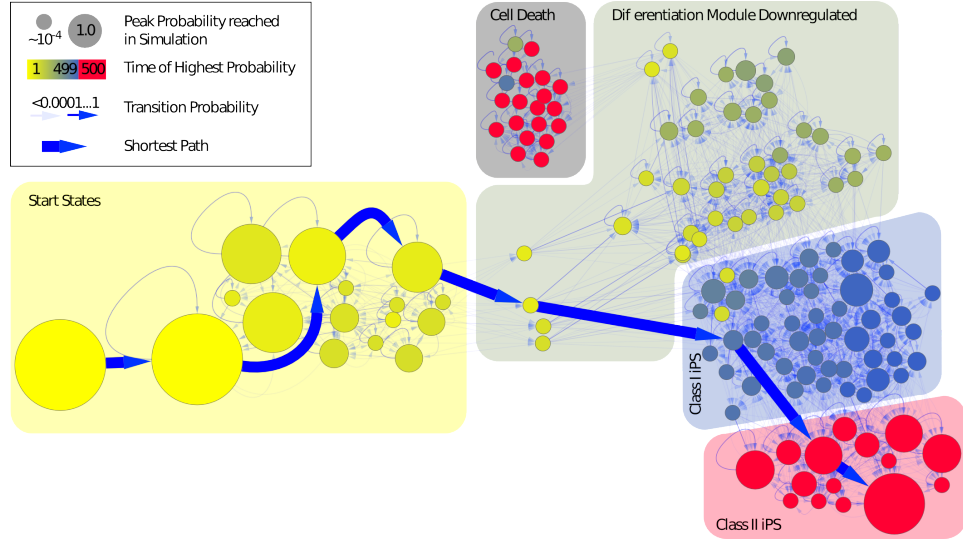 Peak Probability reached
in Simulation
1.0
~10-4
1 499 500
Time of Highest Probability
<0.0001...1
Transition Probability
Shortest Path
Cell Death
Dif erentiation Module Downregulated
Start States
Class I iPS
Class II iPS